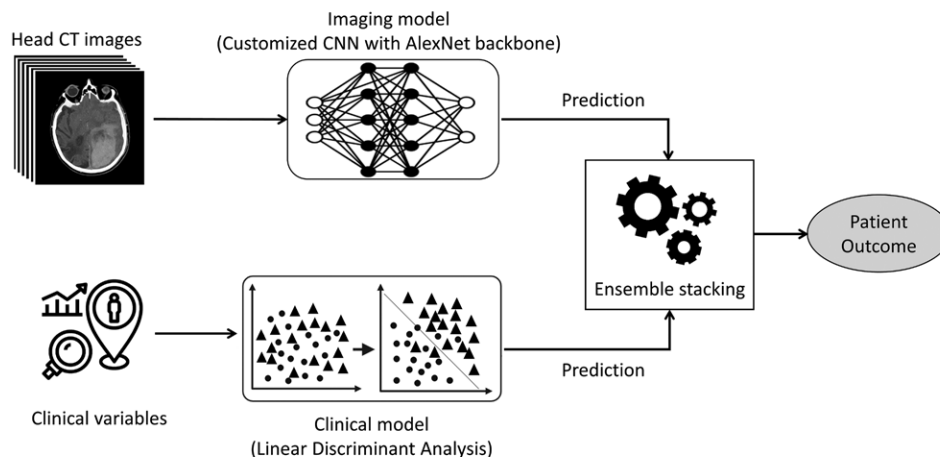 Head CT images
Imaging model
(Customized CNN with AlexNet backbone)
Prediction
Ensemble stacking
Patient
Outcome
Clinical variables
Clinical model
(Linear Discriminant Analysis)
Prediction